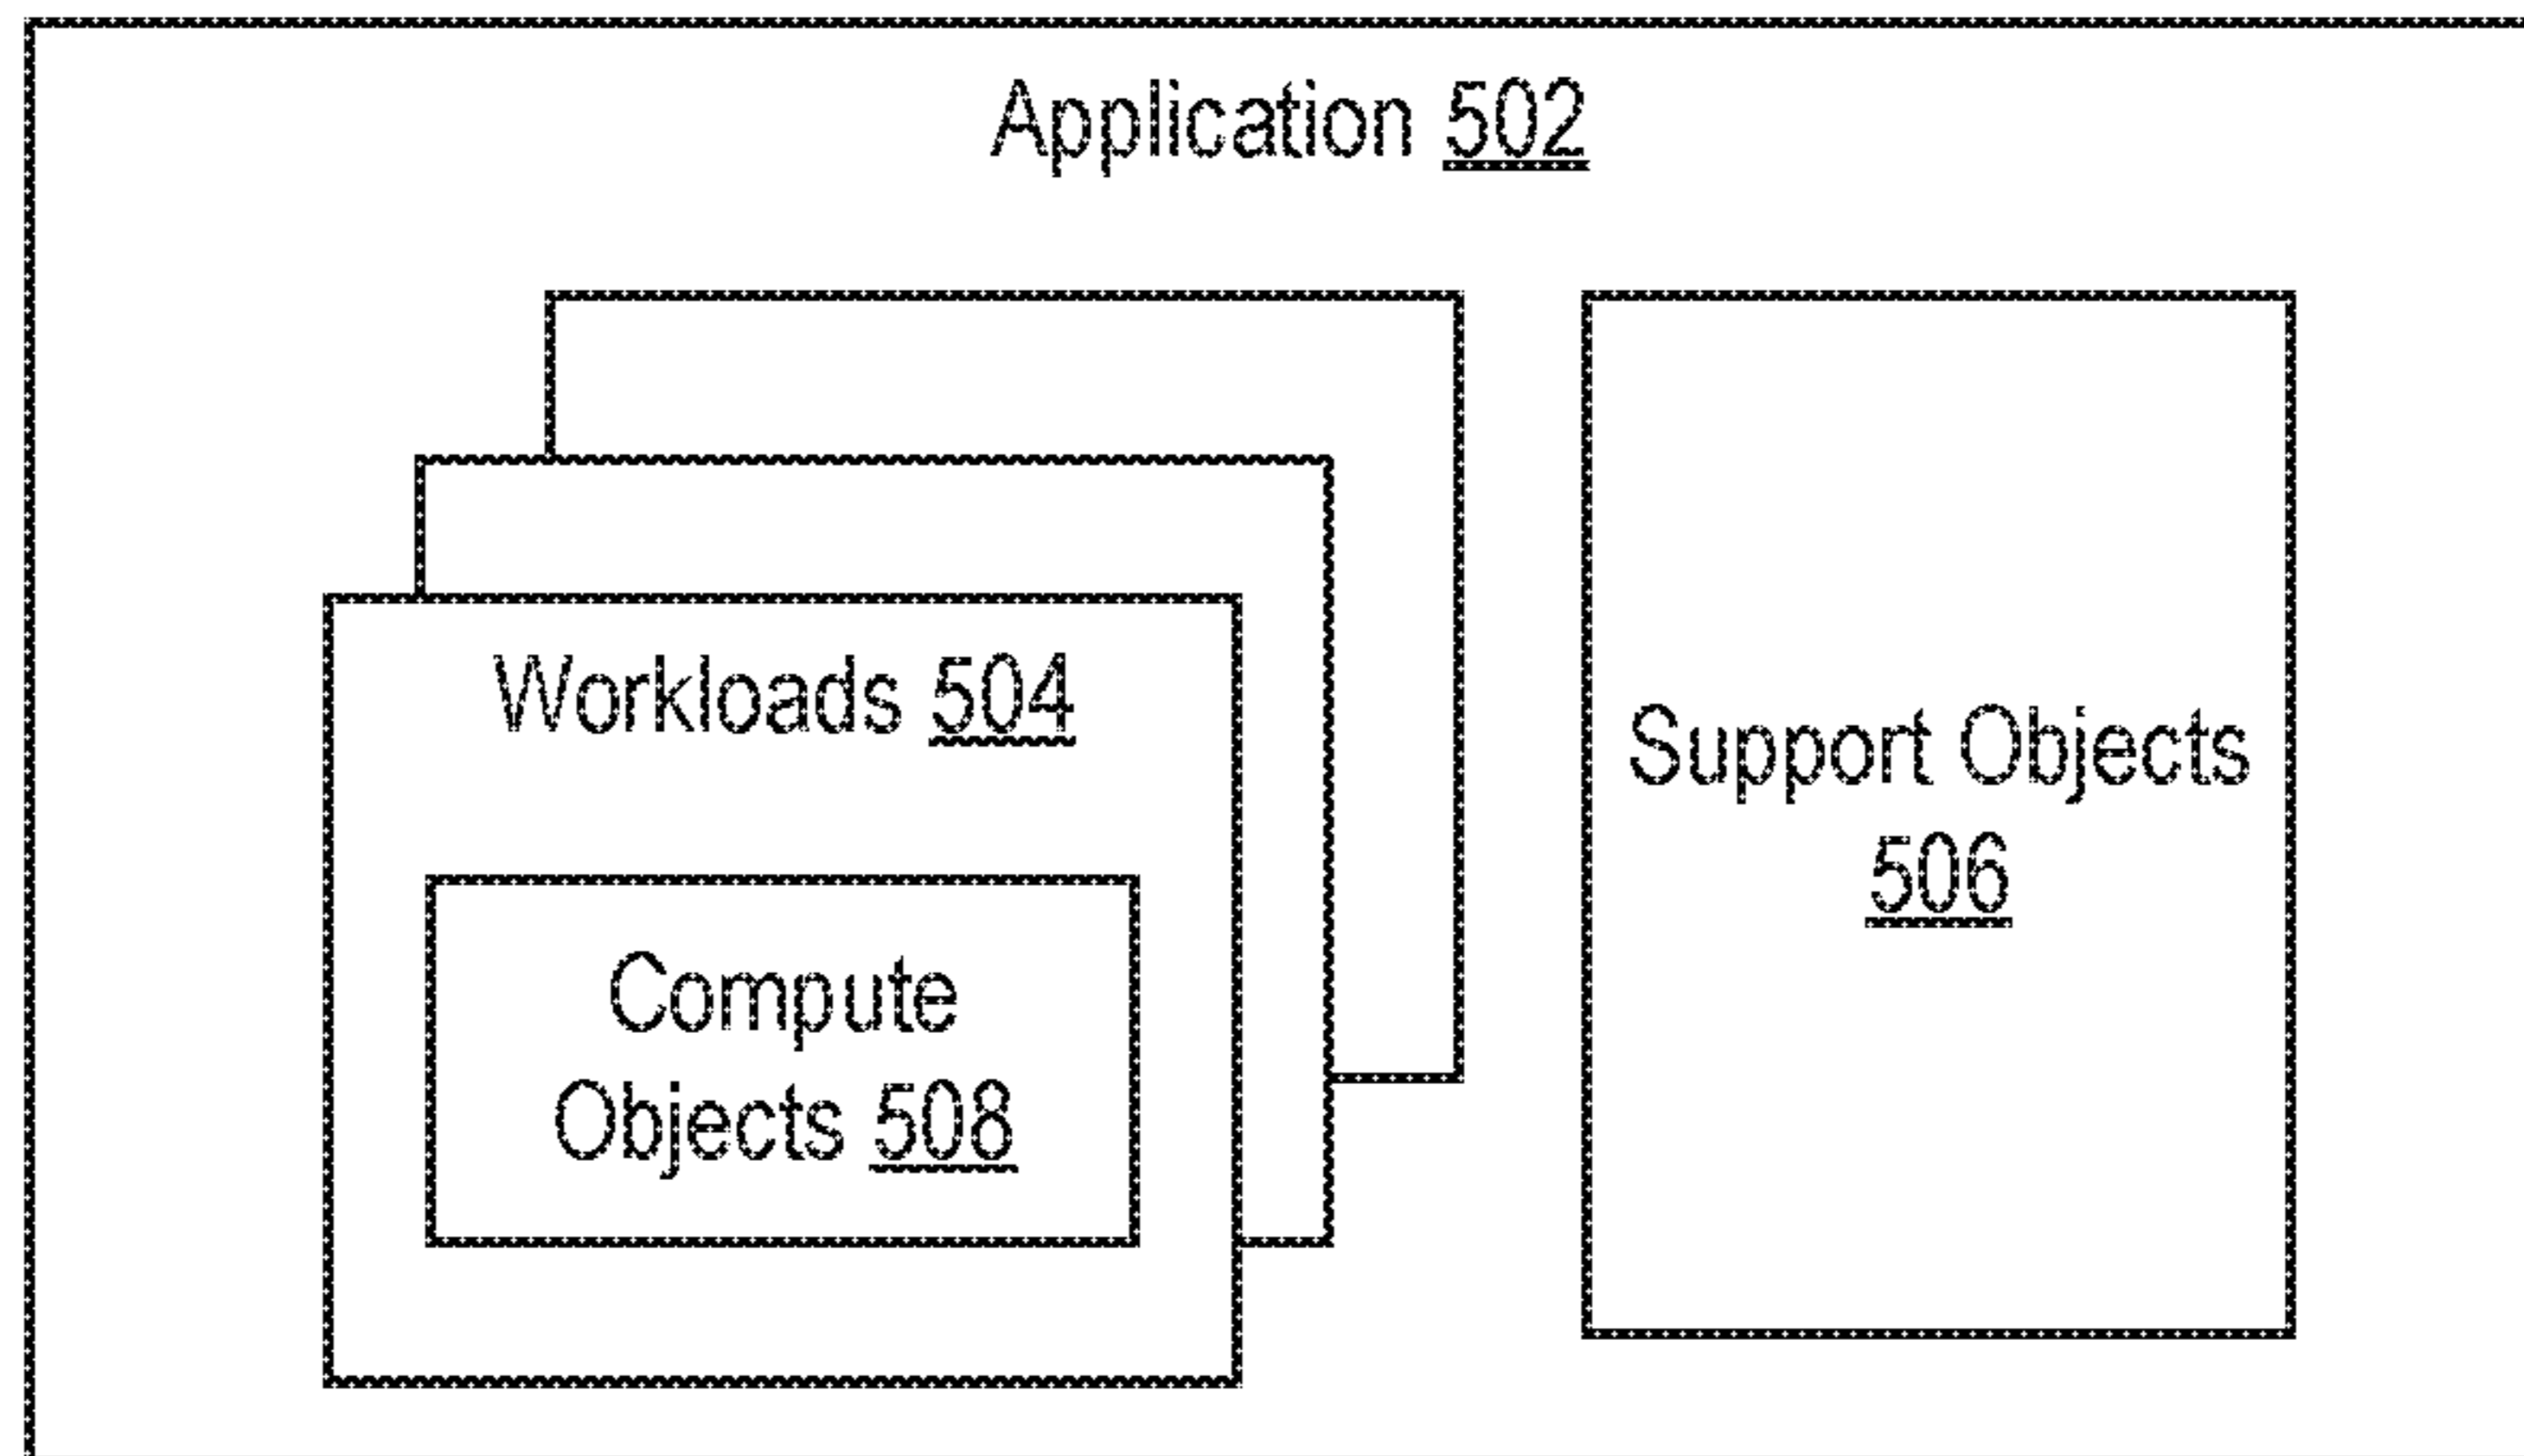 Application 502
Workloads 504
Compute
Objects 508
Support Objects
506